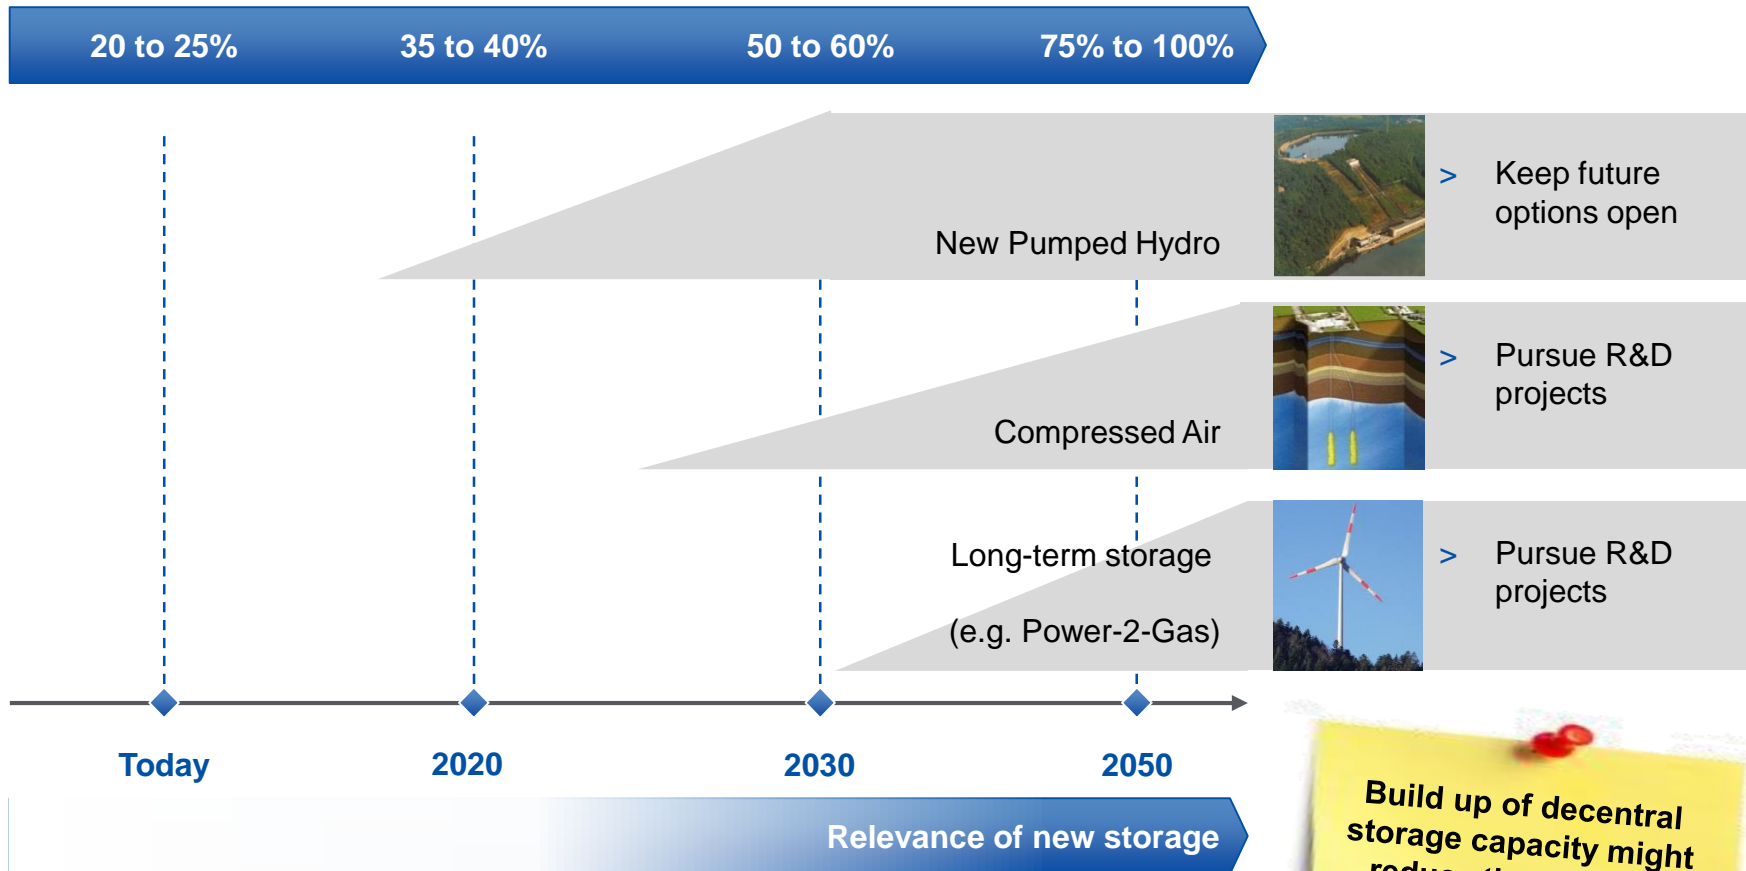 20 to 25% 35 to 40% 50 to 60% 75% to 100%
New Pumped Hydro
> Keep future
options open
Compressed Air
> Pursue R&D
projects
Long-term storage
(e.g. Power-2-Gas)
> Pursue R&D
projects
Today 2020 2030 2050
Relevance of new storage
Build up of decentral
storage capacity might